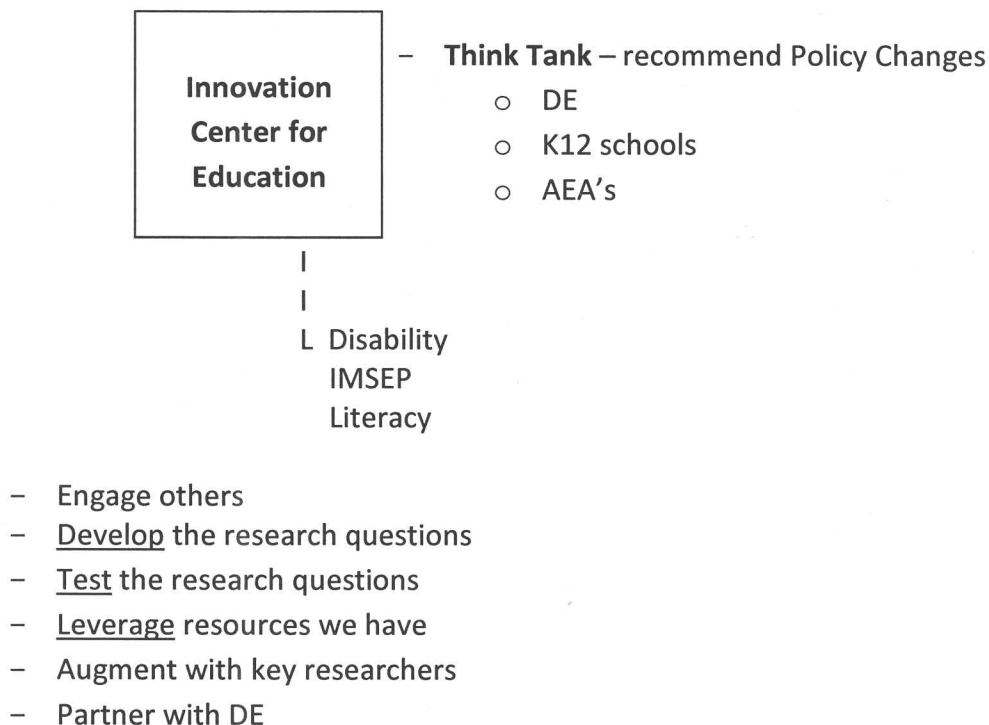 Innovation
Center for
Education
– Think Tank – recommend Policy Changes
o DE
o K12 schools
o AEA’s
I
I
L Disability
IMSEP
Literacy
– Engage others
– Develop the research questions
– Test the research questions
– Leverage resources we have
– Augment with key researchers
– Partner with DE